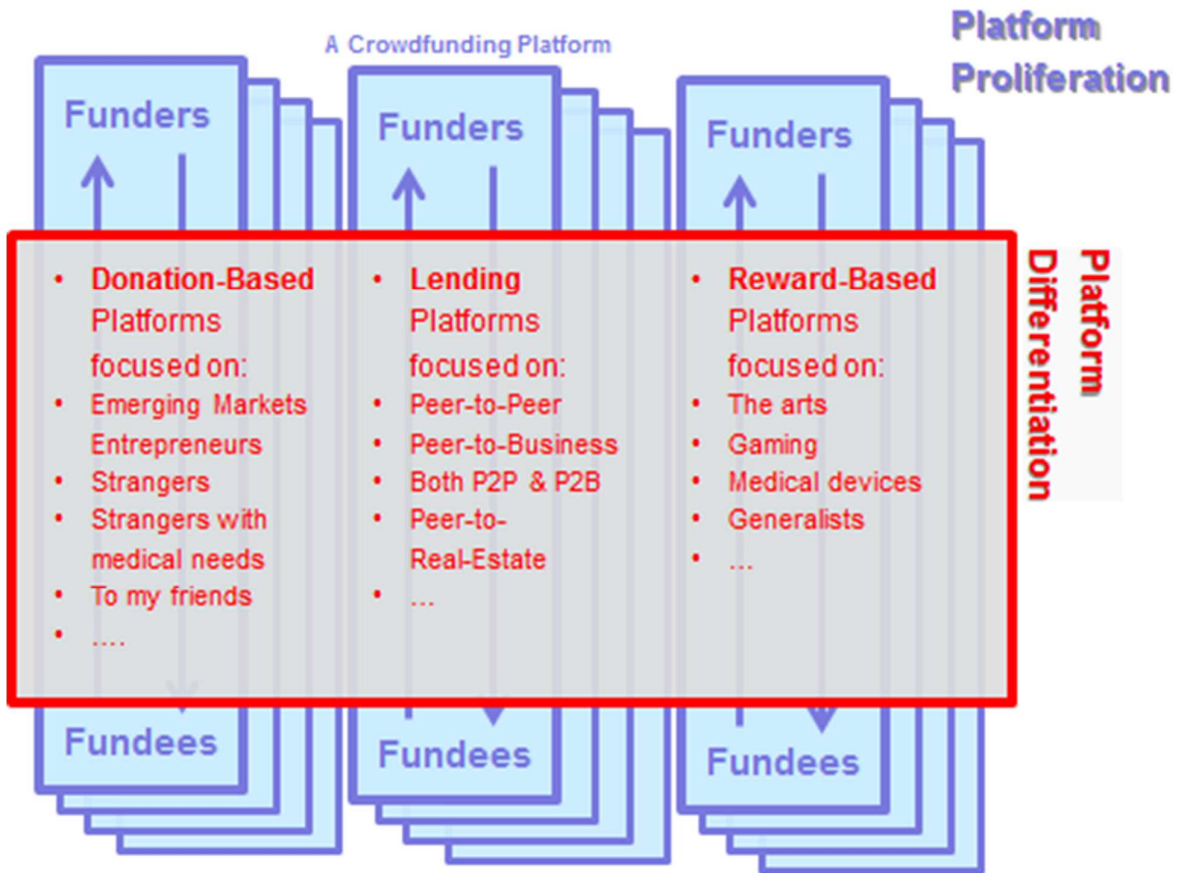 A Crowdfunding Platform
Platform
Proliferation
Funders
Funders
Funders
• Donation-Based
Platforms
focused on:
• Emerging Markets
Entrepreneurs
• Strangers
• Strangers with
medical needs
• To my friends
• ....
• Lending
Platforms
focused on:
• Peer-to-Peer
• Peer-to-Business
• Both P2P & P2B
• Peer-to-
Real-Estate
• ...
• Reward-Based
Platforms
focused on:
• The arts
• Gaming
• Medical devices
• Generalists
• ...
Platform
Differentiation
Fundees
Fundees
Fundees